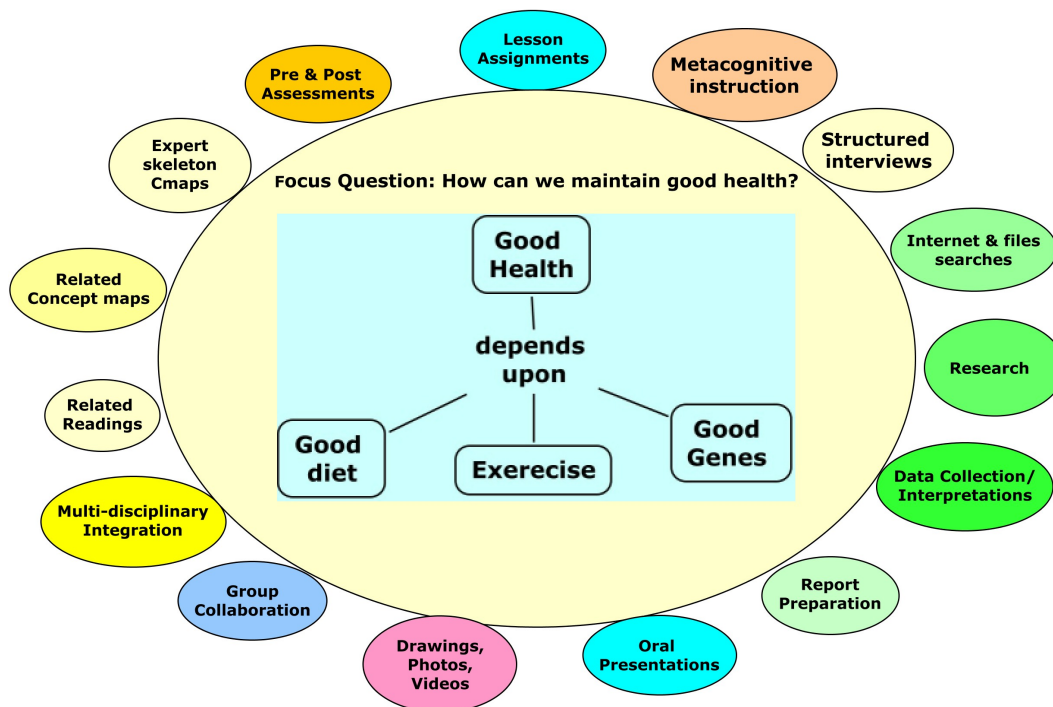 Lesson
Assignments
Pre & Post
Assessments
Metacognitive
instruction
Expert
skeleton
Cmaps
Structured
interviews
Focus Question: How can we maintain good health?
Good
Health
Internet & files
searches
Related
Concept maps
depends
upon
Research
Related
Readings
Good
diet
Exerecise
Good
Genes
Data Collection/
Interpretations
Multi-disciplinary
Integration
Group
Collaboration
Report
Preparation
Drawings,
Photos,
Videos
Oral
Presentations